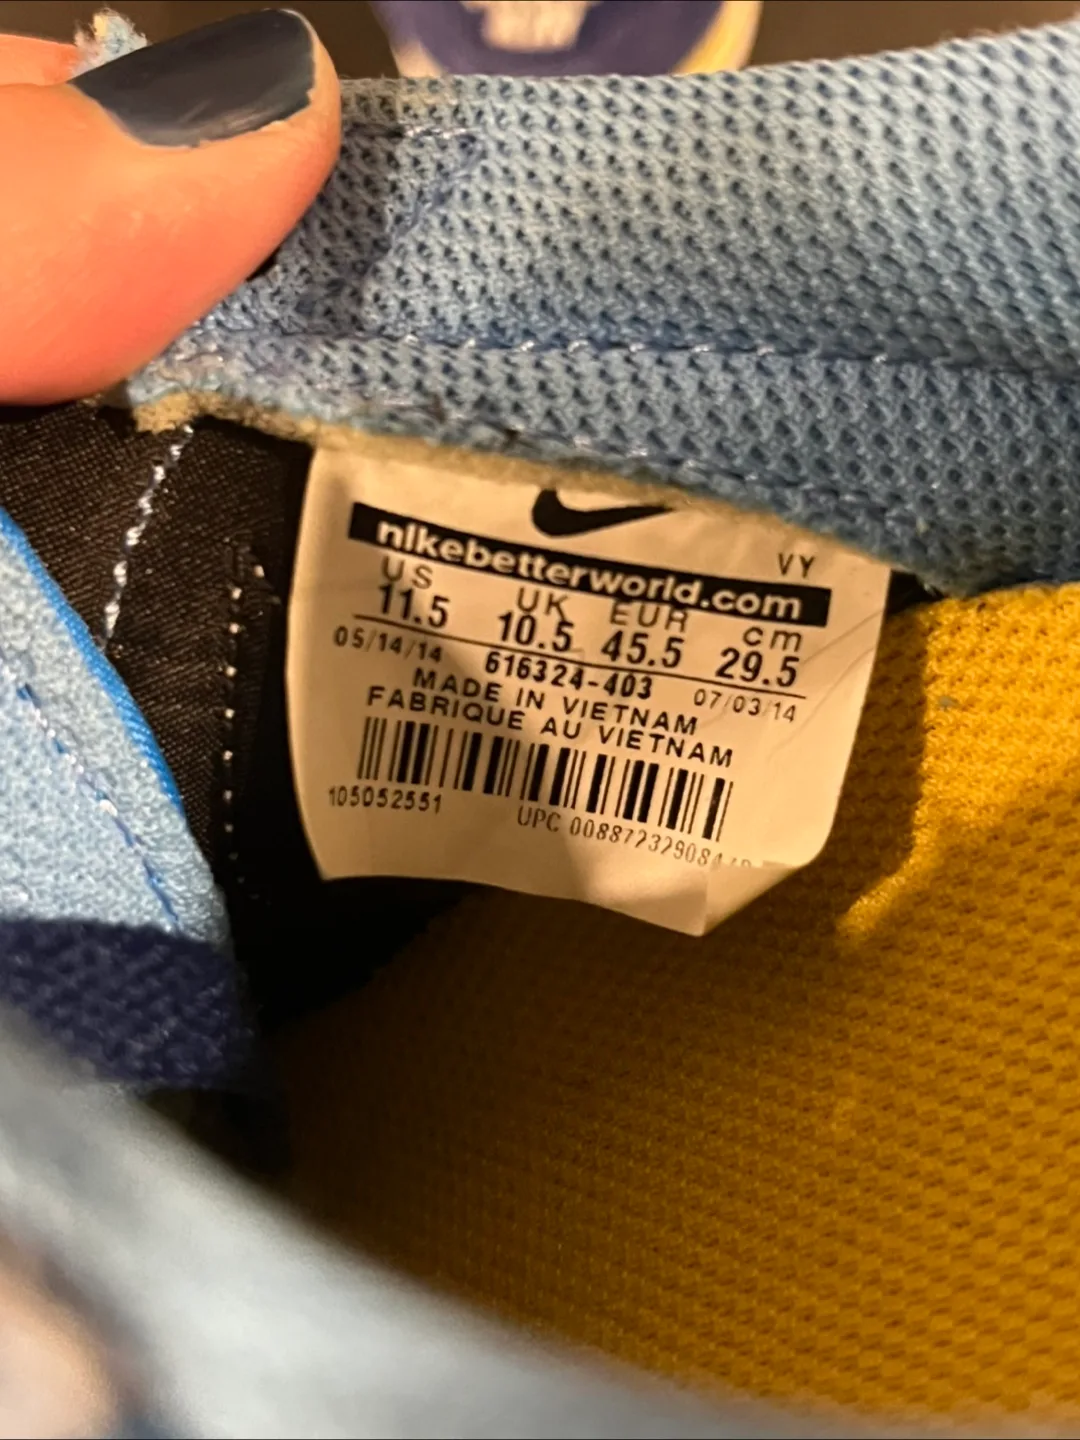 VY
nikebetterworld.com
US UK EUR cm
11.5 10.5 45.5 29.5
05/14/14 616324-403 07/03/14
MADE IN VIETNAM
FABRIQUE AU VIETNAM
105052551
UPC